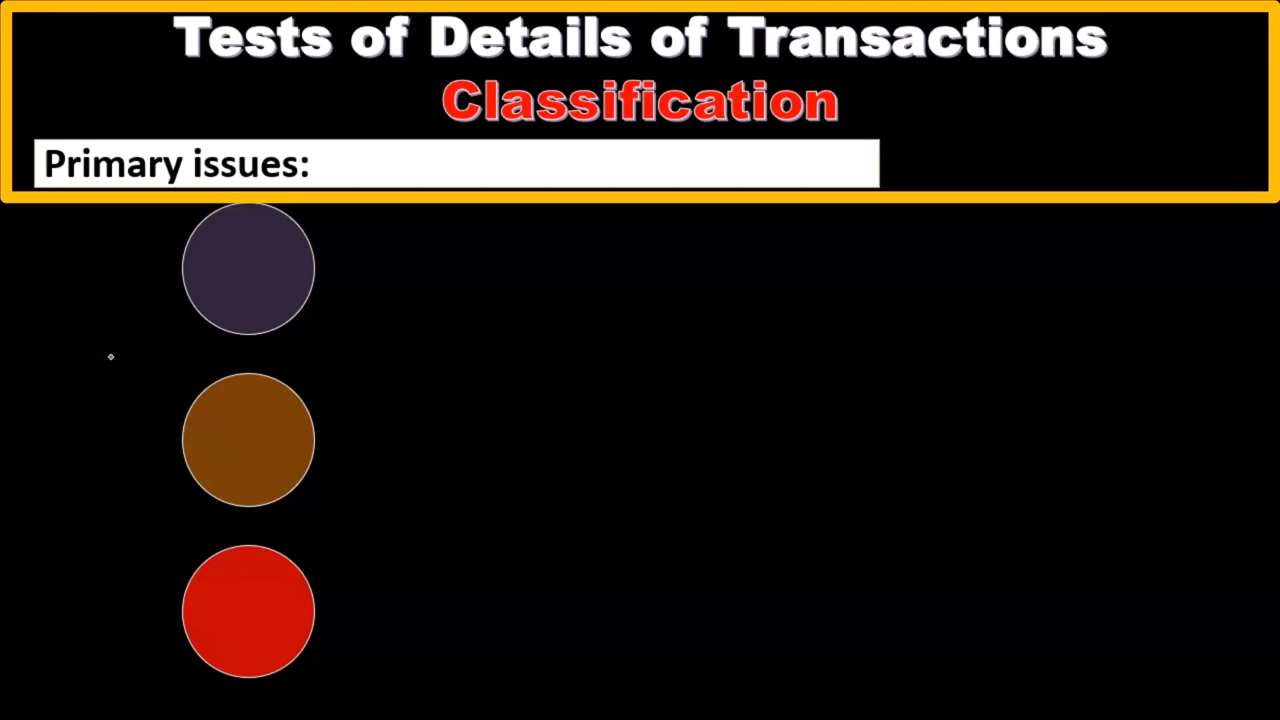 Tests of Details of Transactions
Classification
Primary issues: